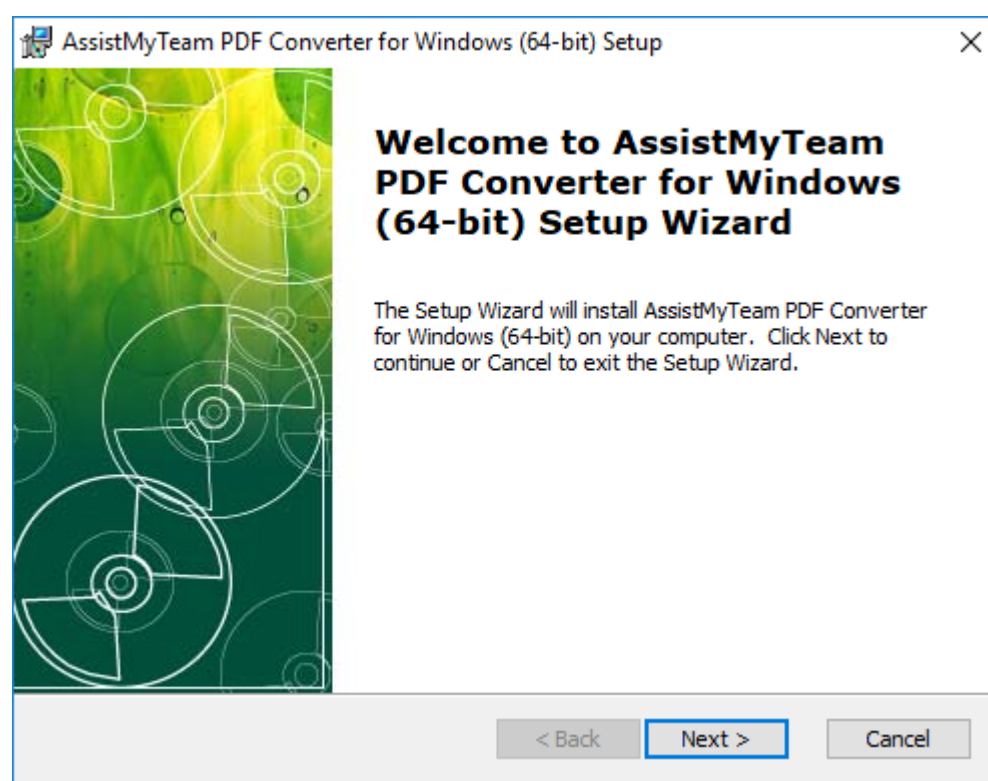 AssistMyTeam PDF Converter for Windows (64-bit) Setup
Welcome to AssistMyTeam
PDF Converter for Windows
(64-bit) Setup Wizard
The Setup Wizard will install AssistMyTeam PDF Converter
for Windows (64-bit) on your computer.  Click Next to
continue or Cancel to exit the Setup Wizard.
< Back
Next >
Cancel